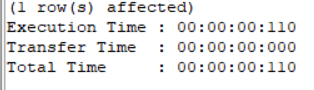 (1 row(s) affected)
Execution Time : 00:00:00:110
Transfer Time  : 00:00:00:000
Total Time     : 00:00:00:110